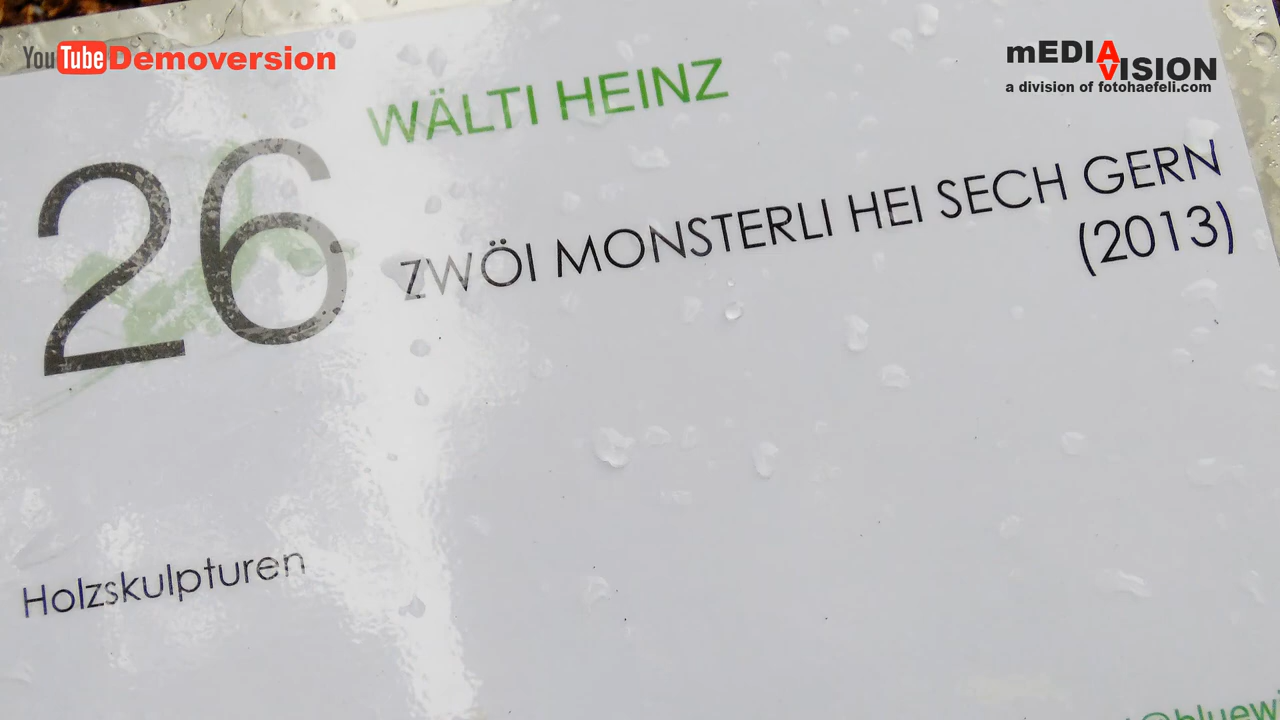 YouTube Demoversion
mEDIA VISION
a division of fotohaefeli.com
WÄLTI HEINZ
26
ZWÖI MONSTERLI HEI SECH GERN
(2013)
Holzskulpturen